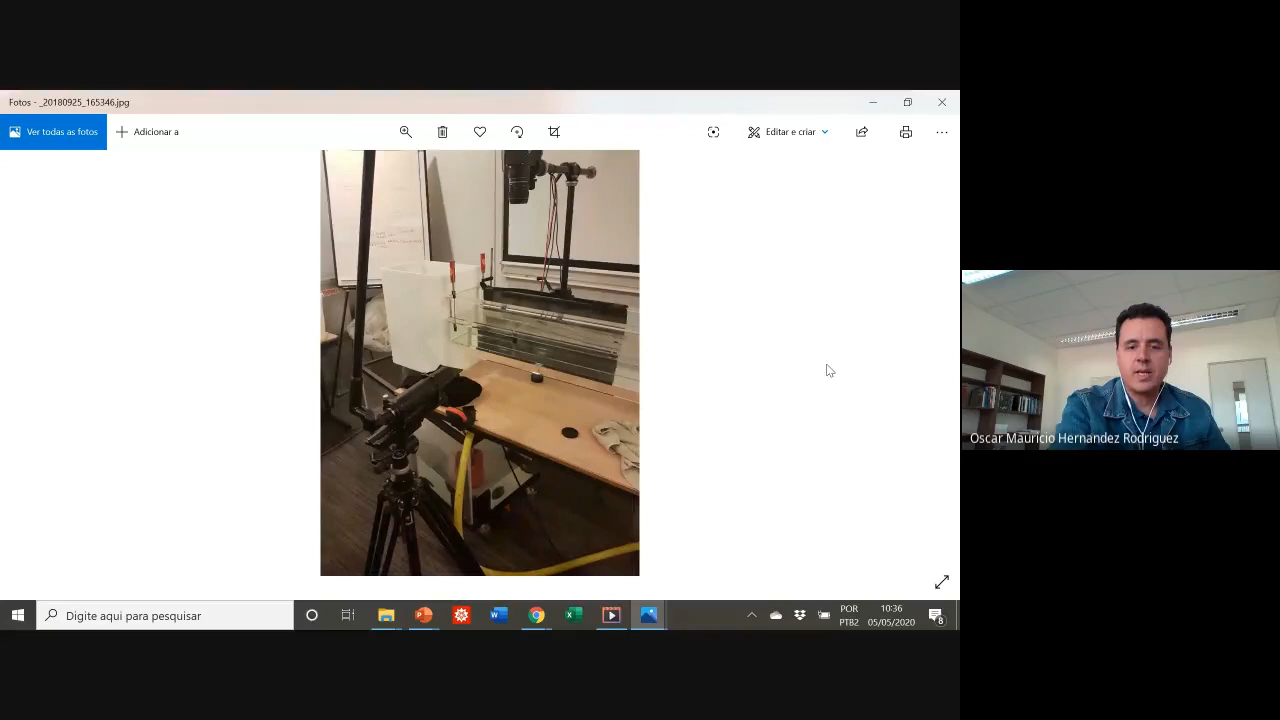 Fotos - _20180925_165346.jpg
Ver todas as fotos
Adicionar a
Editar e criar
Oscar Mauricio Hernandez Rodriguez
Digite aqui para pesquisar
POR
PTB2
10:36
05/05/2020
8